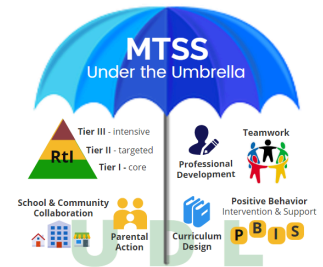 MTSS
Under the Umbrella
Tier III - intensive
Tier II - targeted
Tier I - core
RtI
Professional
Development
Teamwork
School & Community
Collaboration
Parental
Action
Curriculum
Design
Positive Behavior
Intervention & Support
PBIS
UDL